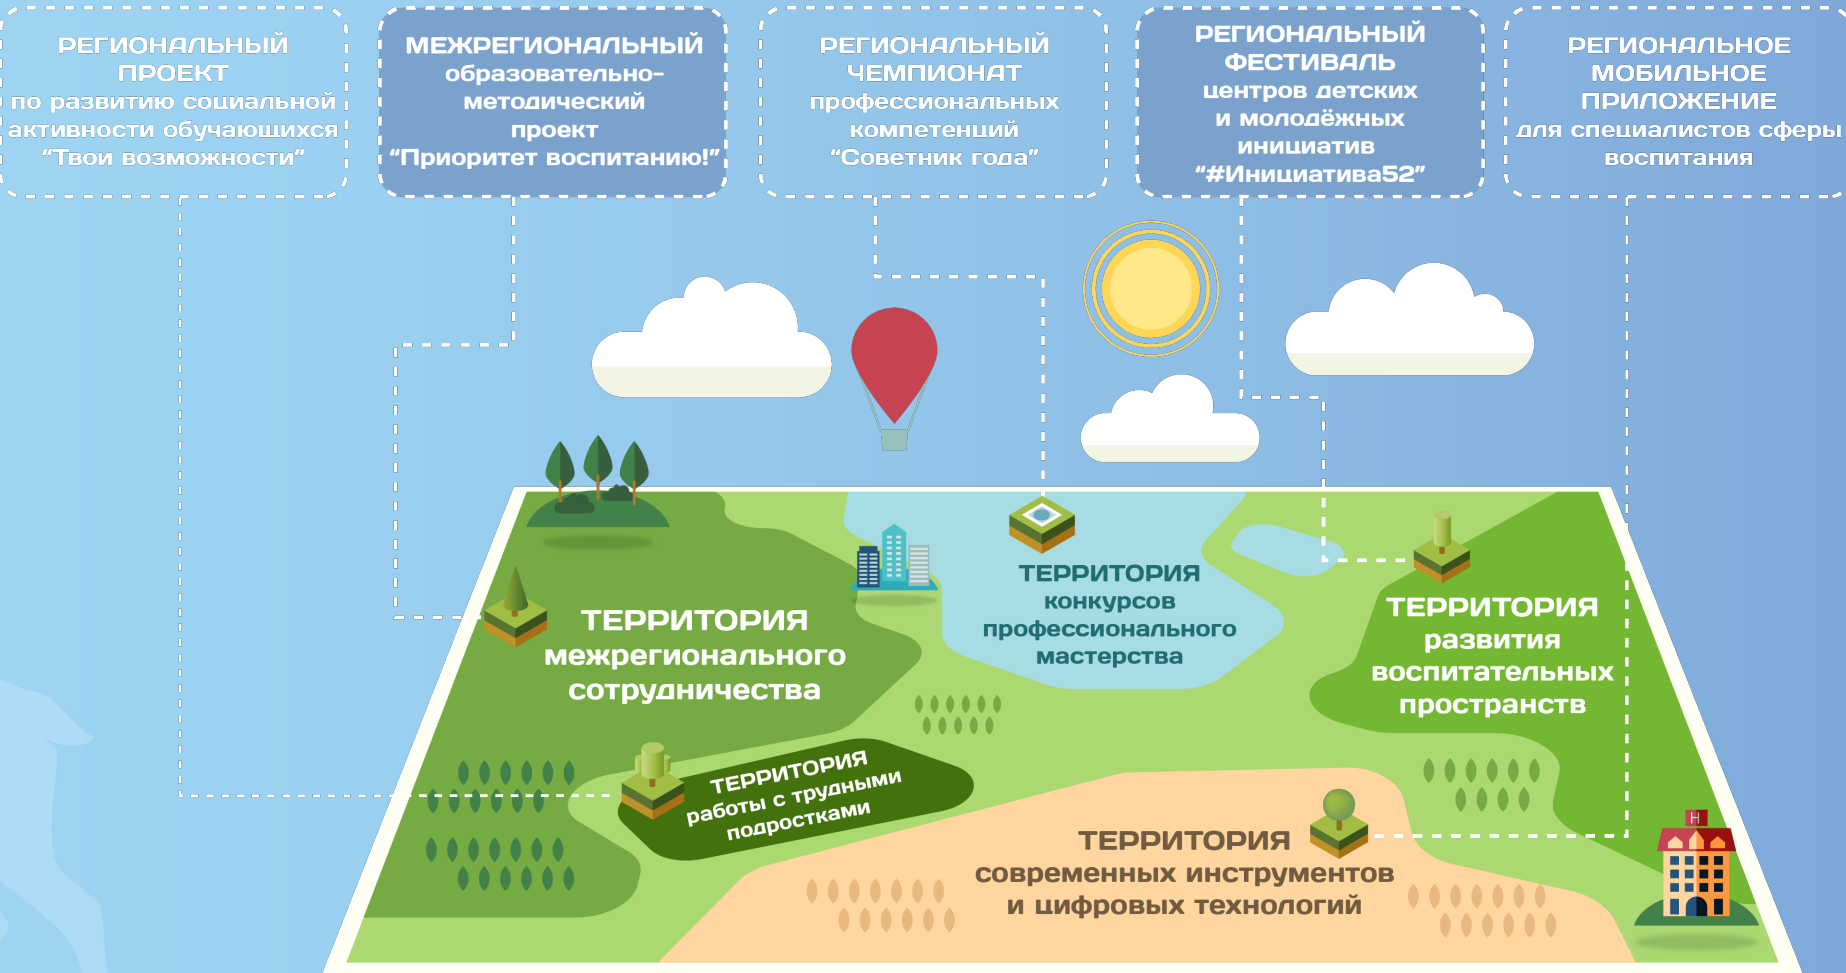 РЕГИОНАЛЬНЫЙ
ПРОЕКТ
по развитию социальной
активности обучающихся
“Твои возможности”
МЕЖРЕГИОНАЛЬНЫЙ
образовательно-
методический
проект
“Приоритет воспитанию!”
РЕГИОНАЛЬНЫЙ
ЧЕМПИОНАТ
профессиональных
компетенций
“Советник года”
РЕГИОНАЛЬНЫЙ
ФЕСТИВАЛЬ
центров детских
и молодёжных
инициатив
“#Инициатива52”
РЕГИОНАЛЬНОЕ
МОБИЛЬНОЕ
ПРИЛОЖЕНИЕ
для специалистов сферы
воспитания
ТЕРРИТОРИЯ
межрегионального
сотрудничества
ТЕРРИТОРИЯ
конкурсов
профессионального
мастерства
ТЕРРИТОРИЯ
развития
воспитательных
пространств
ТЕРРИТОРИЯ
работы с трудными
подростками
ТЕРРИТОРИЯ
современных инструментов
и цифровых технологий
H